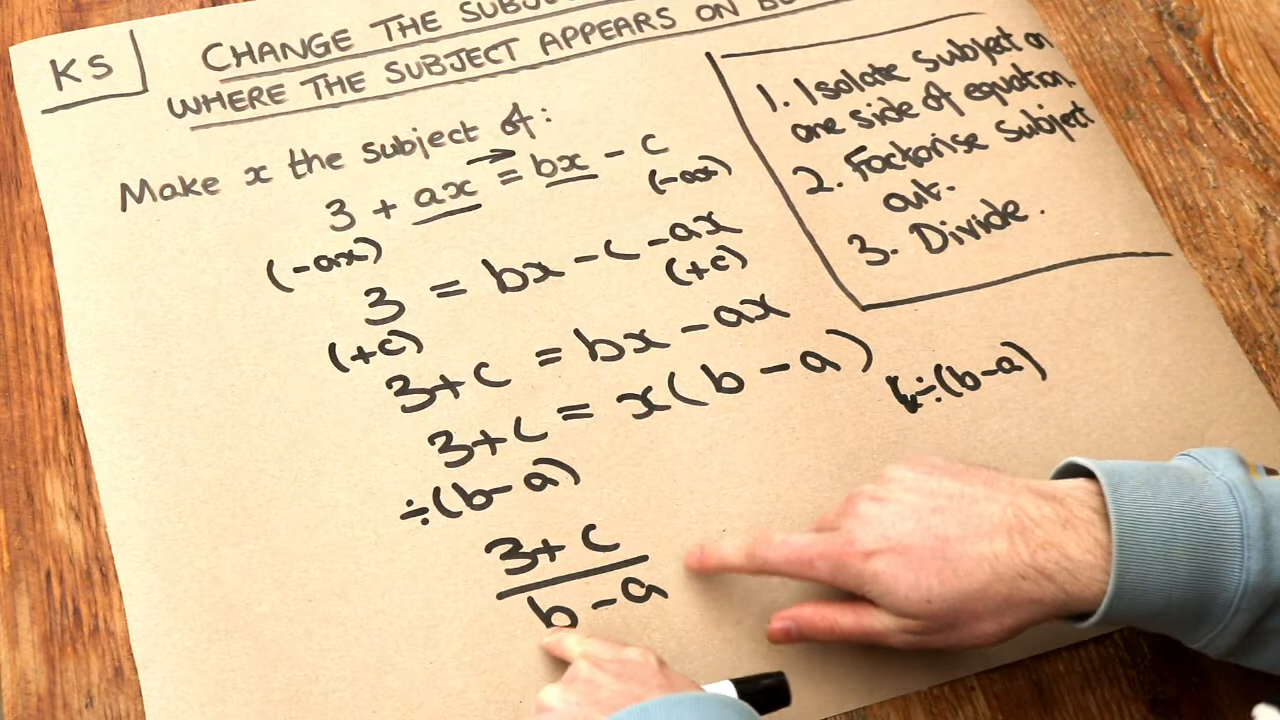 KS
CHANGE THE SUBJECT
WHERE THE SUBJECT APPEARS ON
Make x the subject of:
3 + ax = bx - c
(-ax) (-ax)
3 = bx - c - ax
(+c) (+c)
3+c = bx - ax
3+c = x(b - a)
÷(b-a) ÷(b-a)
3+c
b-a
1. Isolate subject on
one side of equation.
2. Factorise subject
out.
3. Divide.